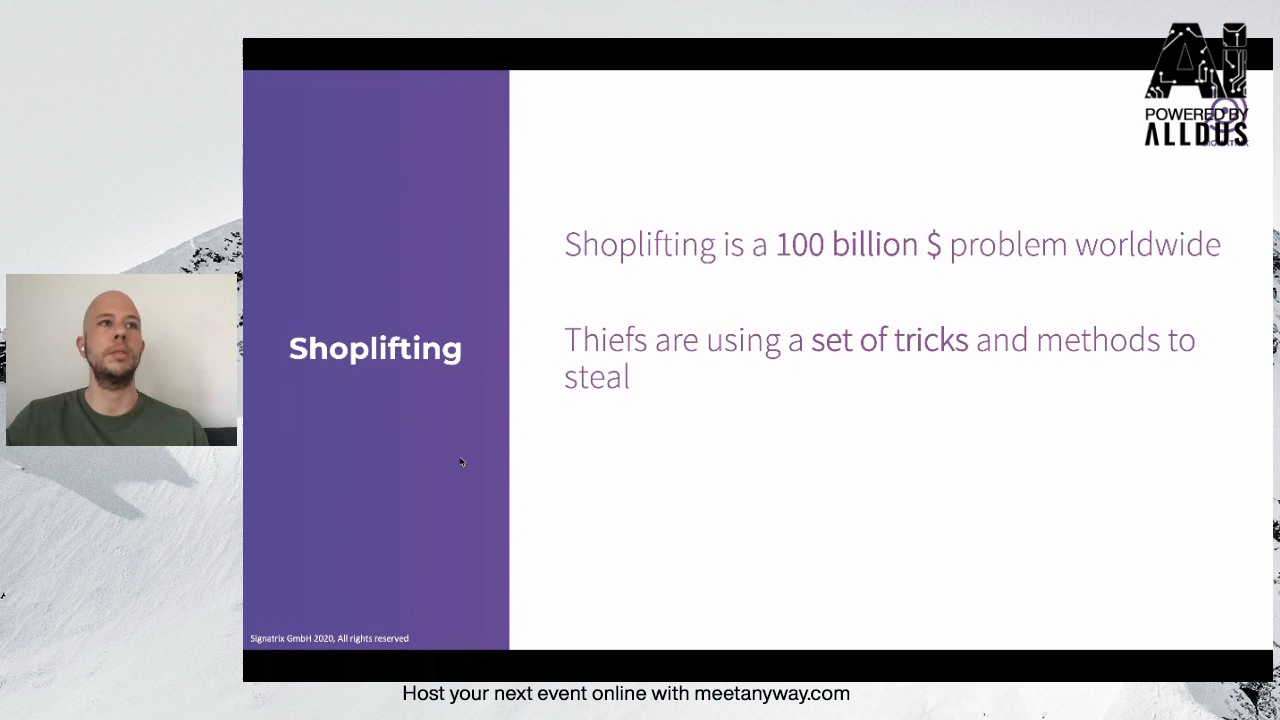 AI
POWERED BY
ALLDUS
Shoplifting is a 100 billion $ problem worldwide
Thiefs are using a set of tricks and methods to
steal
Shoplifting
Signatrix GmbH 2020, All rights reserved
Host your next event online with meetanyway.com